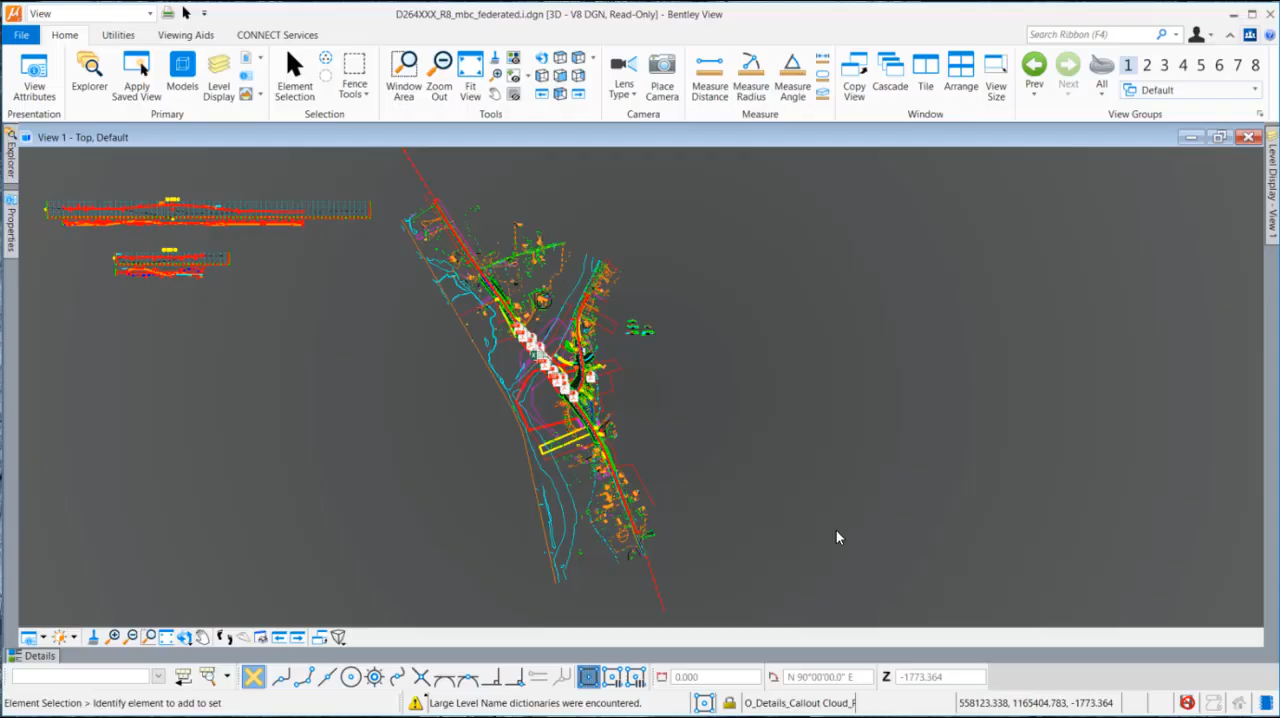 View
D264XXX_R8_mbc_federated.i.dgn [3D - V8 DGN, Read-Only] - Bentley View
File Home Utilities Viewing Aids CONNECT Services Search Ribbon (F4)
View Attributes
Explorer
Apply Saved View
Models
Level Display
Element Selection
Fence Tools
Window Area
Zoom Out
Fit View
Lens Type
Place Camera
Measure Distance
Measure Radius
Measure Angle
Copy View
Cascade
Tile
Arrange
View Size
Prev
Next
All
1 2 3 4 5 6 7 8
Default
Presentation Primary Selection Tools Camera Measure Window View Groups
View 1 - Top, Default
Explorer
Properties
Level Display - View 1
Details
0.000
N 90°00'00.0" E
Z -1773.364
Element Selection > Identify element to add to set
Large Level Name dictionaries were encountered.
O_Details_Callout Cloud_F
558123.338, 1165404.783, -1773.364